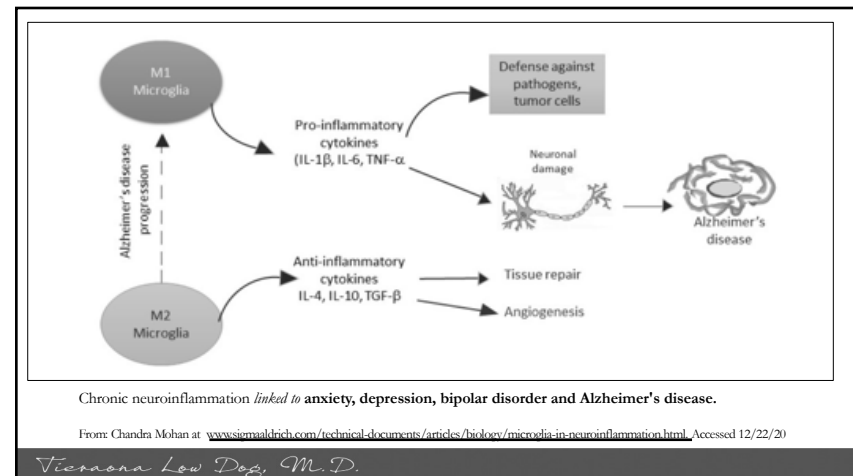 M1
Microglia
Defense against
pathogens,
tumor cells
Pro-inflammatory
cytokines
(IL-1β, IL-6, TNF-α
Neuronal
damage
Alzheimer's
disease
Alzheimer's disease
progression
Anti-inflammatory
cytokines
IL-4, IL-10, TGF-β
Tissue repair
Angiogenesis
M2
Microglia
Chronic neuroinflammation linked to anxiety, depression, bipolar disorder and Alzheimer's disease.
From: Chandra Mohan at www.sigmaaldrich.com/technical-documents/articles/biology/microglia-in-neuroinflammation.html. Accessed 12/22/20
Tieraona Low Dog, M.D.